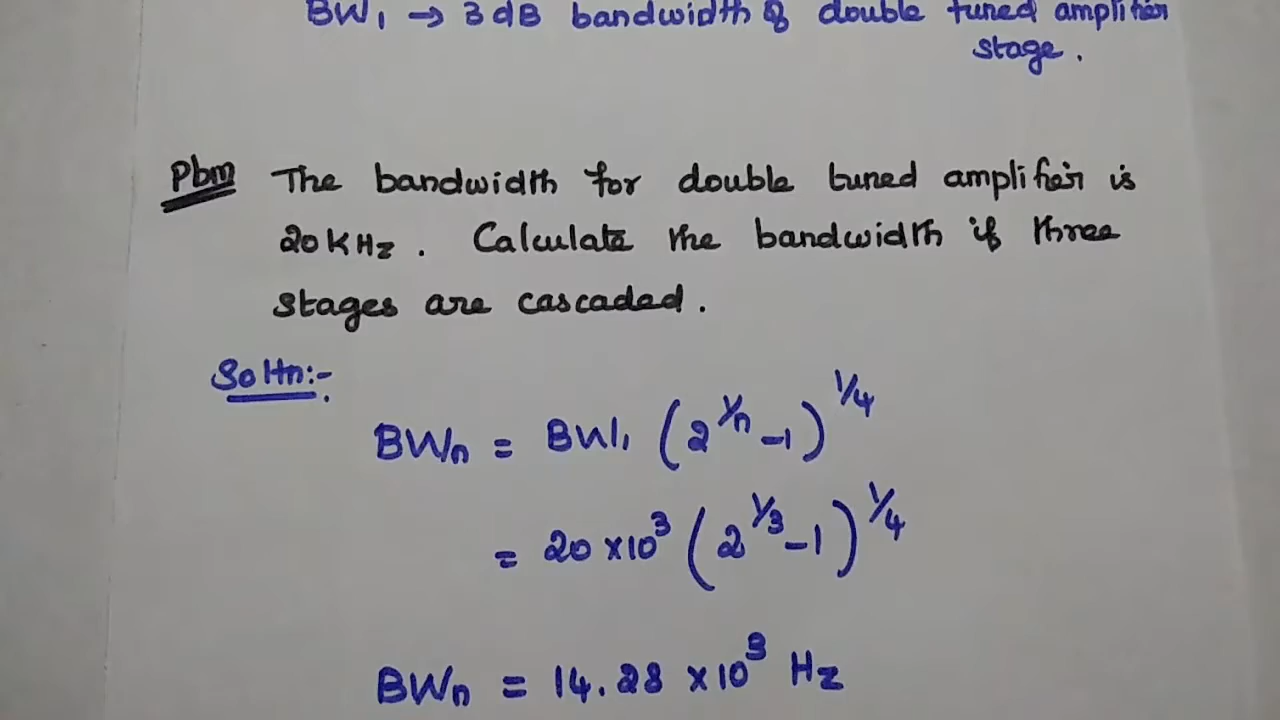 BW₁ → 3 dB bandwidth of double tuned amplifier
stage.
Pbm The bandwidth for double tuned amplifier is
20 KHz. Calculate the bandwidth if three
stages are cascaded.
Soltn:-
BWₙ = BW₁ (2^1/n - 1)^1/4
= 20 x10³ (2^1/3 - 1)^1/4
BWₙ = 14.28 x10³ Hz